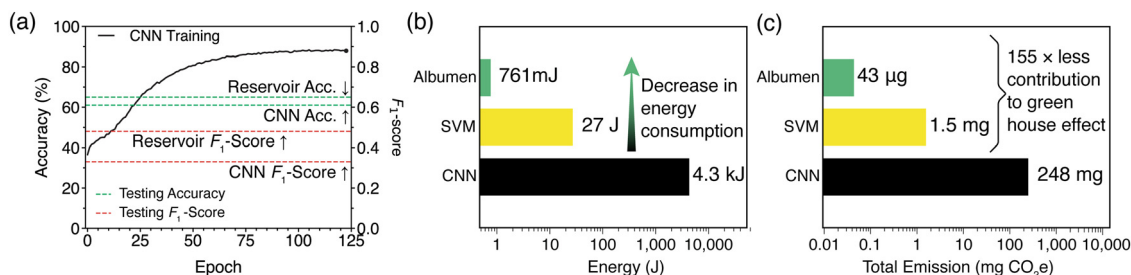 (a)
100
80
60
40
20
0
Accuracy (%)
CNN Training
Reservoir Acc. ↓
CNN Acc. ↑
Reservoir F₁-Score ↑
CNN F₁-Score ↑
Testing Accuracy
Testing F₁-Score
1.0
0.8
0.6
0.4
0.2
0.0
F₁-score
0 25 50 75 100 125
Epoch
(b)
Albumen
SVM
CNN
761mJ
27 J
4.3 kJ
Decrease in
energy
consumption
1 10 100 1,000 10,000
Energy (J)
(c)
Albumen
SVM
CNN
43 µg
1.5 mg
248 mg
155 × less
contribution
to green
house effect
0.01 0.1 1 10 100 1,000 10,000
Total Emission (mg CO₂e)